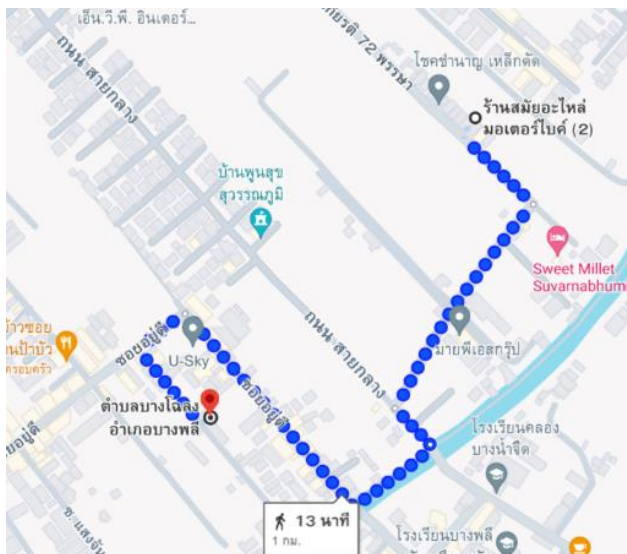 เอ็น.วี.พี. อินเตอร์
ถนน สายกลาง
72 พรรษา
โชคชำนาญ เหล็กดัด
ร้านสมัยอะไหล่
มอเตอร์ไบค์ (2)
บ้านพูนสุข
สุวรรณภูมิ
Sweet Millet
Suvarnabhumi
มายพีเอสกรุ๊ป
ถนน สายกลาง
ซอยอยู่ดี
U-Sky
ตำบลบางโฉลง
อำเภอบางพลี
ซอยอยู่ดี
โรงเรียนคลอง
บางน้ำจืด
13 นาที
1 กม.
โรงเรียนบางพลี